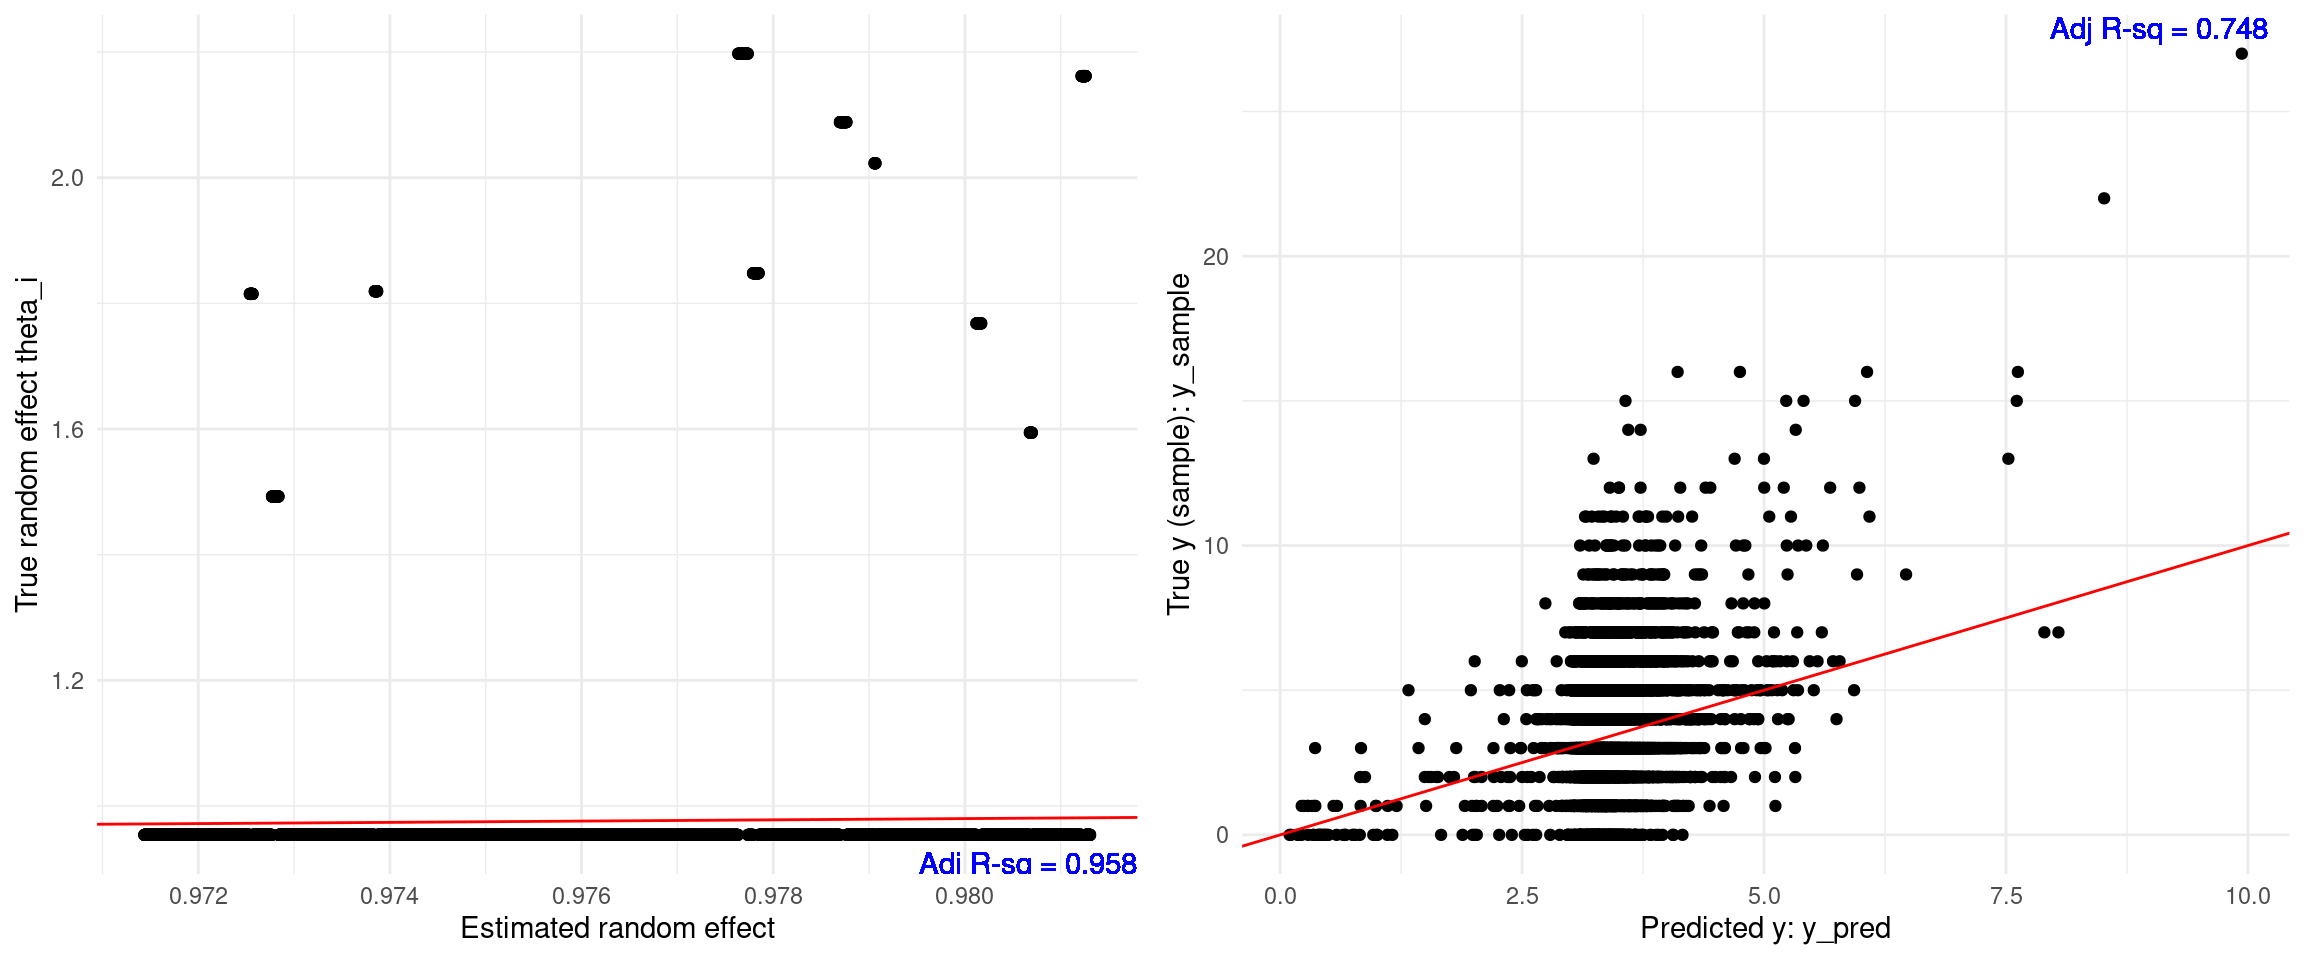 True random effect theta_i
2.0
1.6
1.2
Adj R-sq = 0.958
0.972
0.974
0.976
0.978
0.980
Estimated random effect
Adj R-sq = 0.748
True y (sample): y_sample
20
10
0
0.0
2.5
5.0
7.5
10.0
Predicted y: y_pred